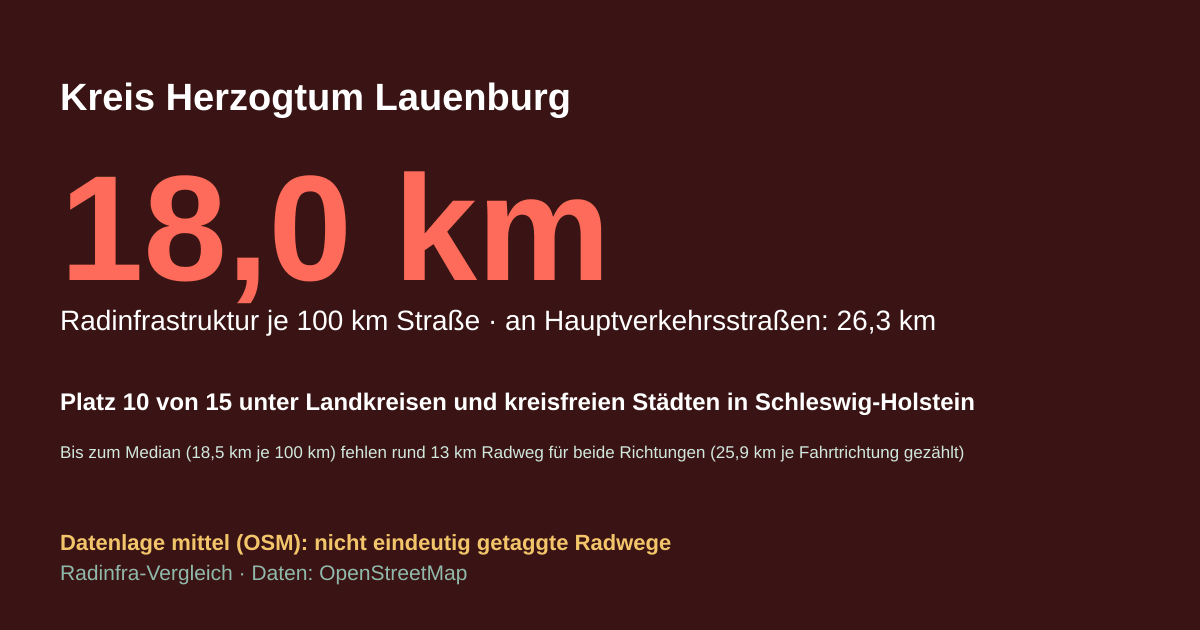 Kreis Herzogtum Lauenburg
18,0 km
Radinfrastruktur je 100 km Straße · an Hauptverkehrsstraßen: 26,3 km
Platz 10 von 15 unter Landkreisen und kreisfreien Städten in Schleswig-Holstein
Bis zum Median (18,5 km je 100 km) fehlen rund 13 km Radweg für beide Richtungen (25,9 km je Fahrtrichtung gezählt)
Datenlage mittel (OSM): nicht eindeutig getaggte Radwege
Radinfra-Vergleich · Daten: OpenStreetMap